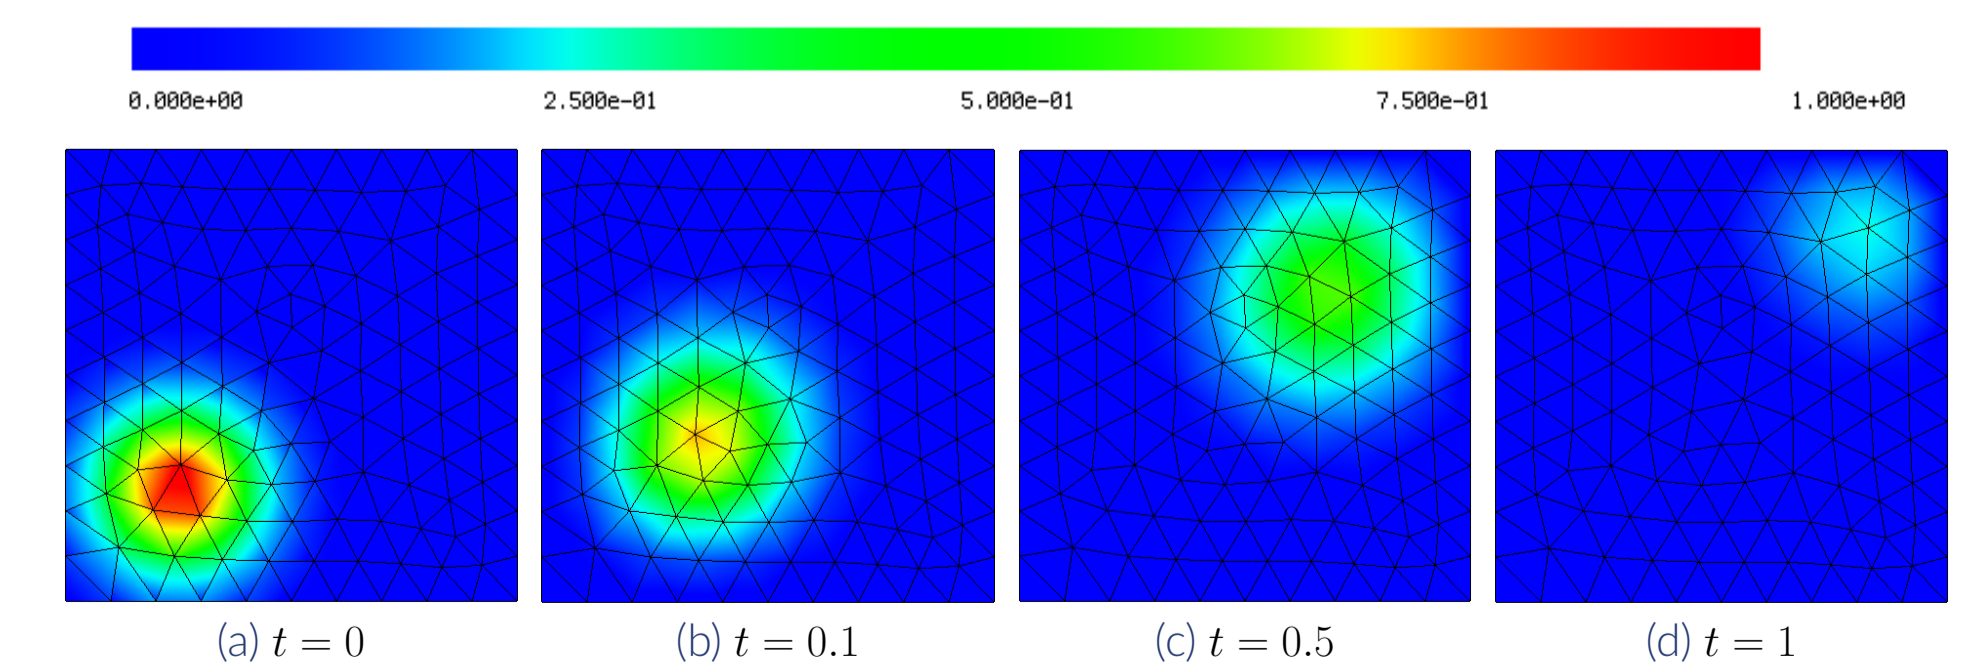 0.000e+00 2.500e-01 5.000e-01 7.500e-01 1.000e+00
(a) t = 0 (b) t = 0.1 (c) t = 0.5 (d) t = 1